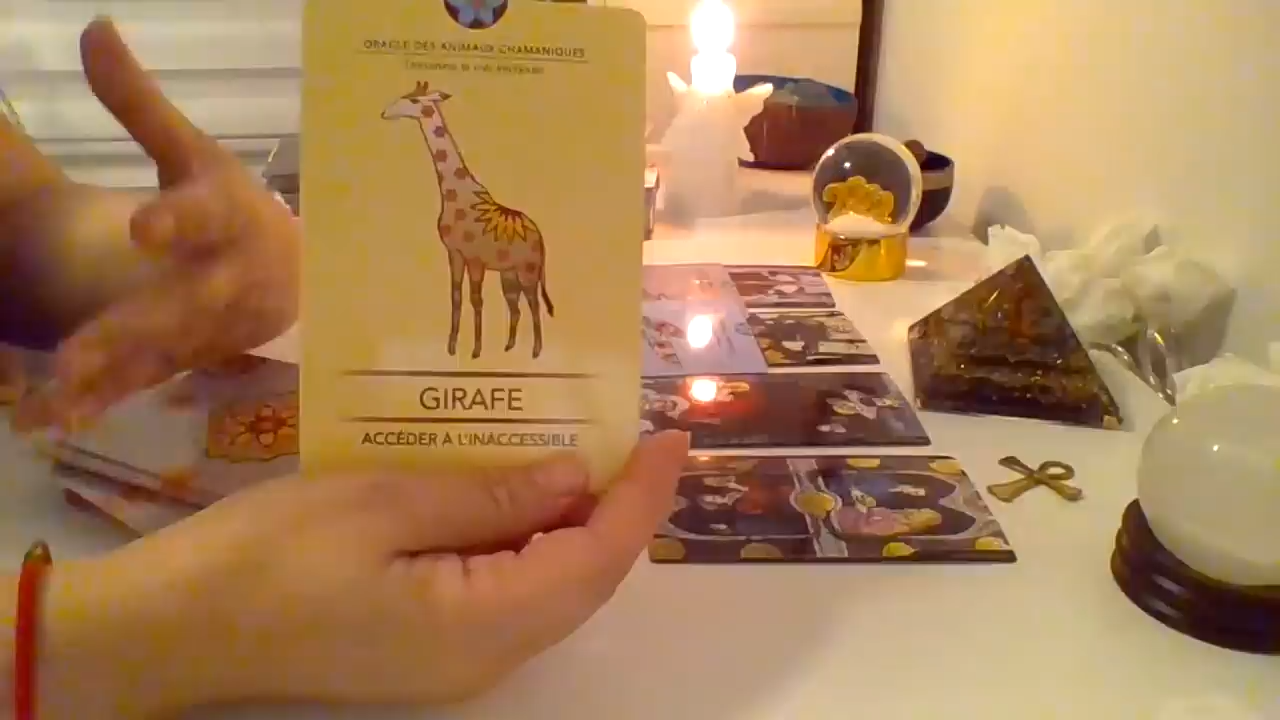 ORACLE DES ANIMAUX CHAMANIQUES
GIRAFE
ACCÉDER À L'INACCESSIBLE